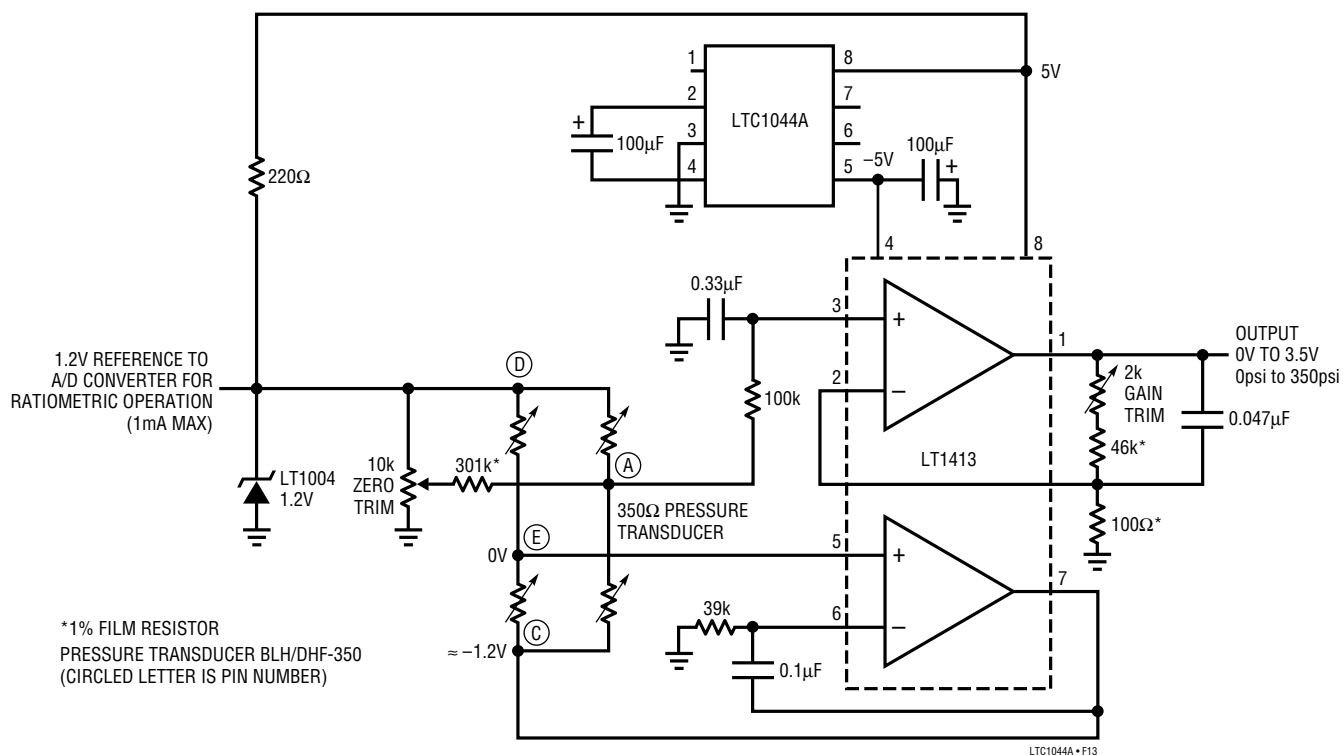 1
8
5V
2
7
LTC1044A
+
100µF
3
6
100µF
4
5
–5V
+
220Ω
4
8
0.33µF
3
+
1
OUTPUT
0V TO 3.5V
0psi to 350psi
1.2V REFERENCE TO
A/D CONVERTER FOR
RATIOMETRIC OPERATION
(1mA MAX)
D
2
–
2k
GAIN
TRIM
100k
0.047µF
LT1413
46k*
LT1004
1.2V
10k
ZERO
TRIM
301k*
A
350Ω PRESSURE
TRANSDUCER
100Ω*
0V
E
5
+
7
39k
6
–
C
≈ –1.2V
0.1µF
*1% FILM RESISTOR
PRESSURE TRANSDUCER BLH/DHF-350
(CIRCLED LETTER IS PIN NUMBER)
LTC1044A • F13